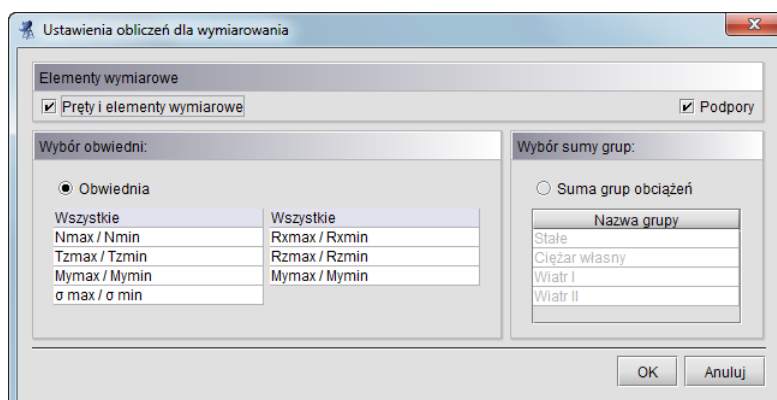 Ustawienia obliczeń dla wymiarowania
Elementy wymiarowe
Pręty i elementy wymiarowe
Podpory
Wybór obwiedni:
Obwiednia
Wszystkie
Nmax / Nmin
Tzmax / Tzmin
Mymax / Mymin
σ max / σ min
Wszystkie
Rxmax / Rxmin
Rzmax / Rzmin
Mymax / Mymin
Wybór sumy grup:
Suma grup obciążeń
Nazwa grupy
Stałe
Ciężar własny
Wiatr I
Wiatr II
OK
Anuluj